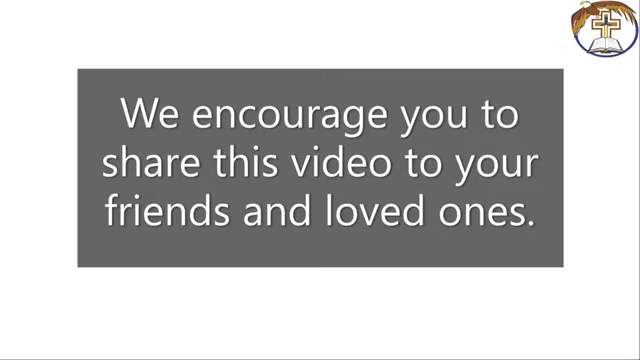 We encourage you to
share this video to your
friends and loved ones.